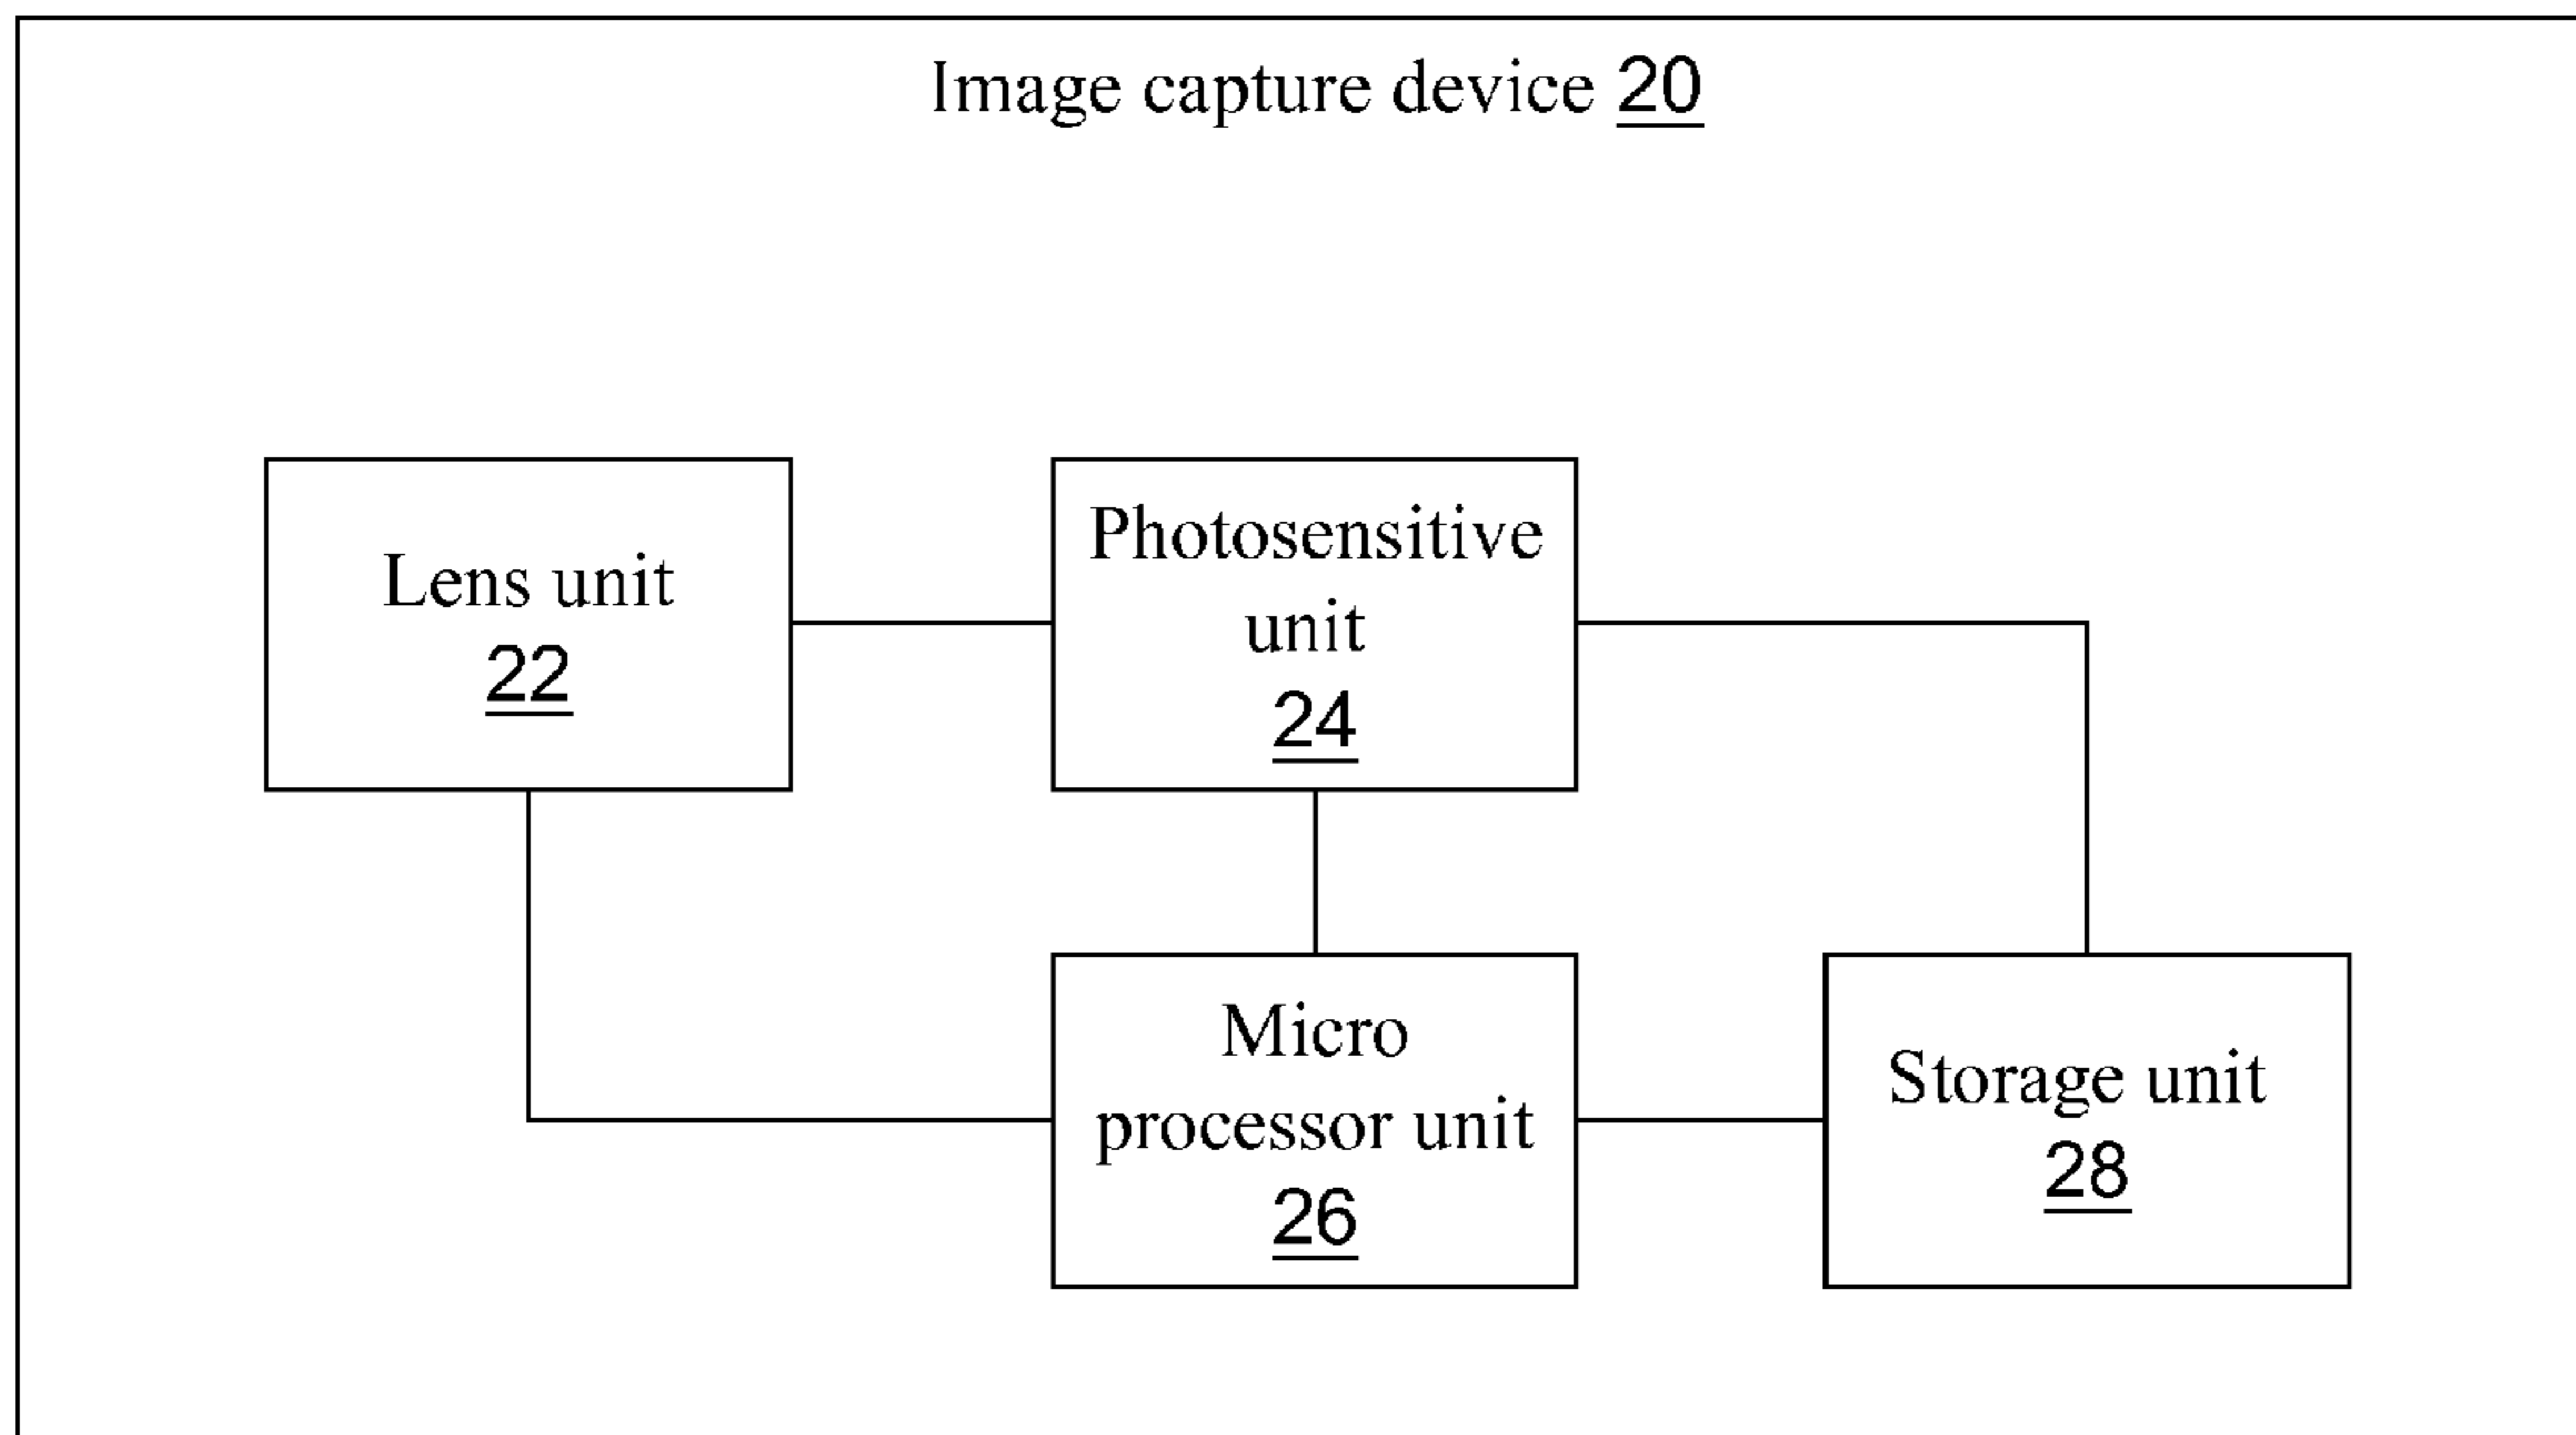 Image capture device 20
Lens unit
22
Photosensitive
unit
24
Micro
processor unit
26
Storage unit
28